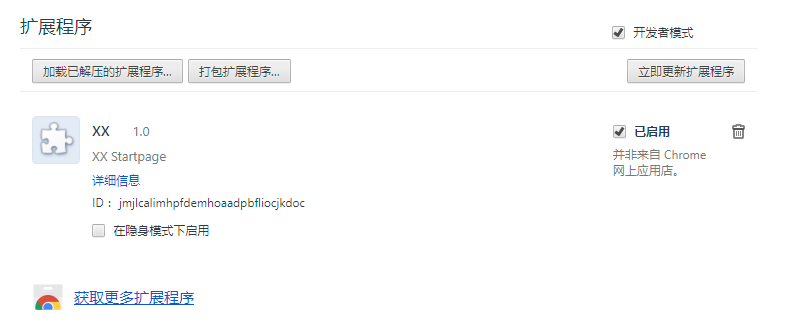 扩展程序
开发者模式
加载已解压的扩展程序... 打包扩展程序... 立即更新扩展程序
XX 1.0
已启用
XX Startpage
并非来自 Chrome
网上应用店。
详细信息
ID： jmjlcalimhpfdemhoaadpbfliocjkdoc
在隐身模式下启用
获取更多扩展程序